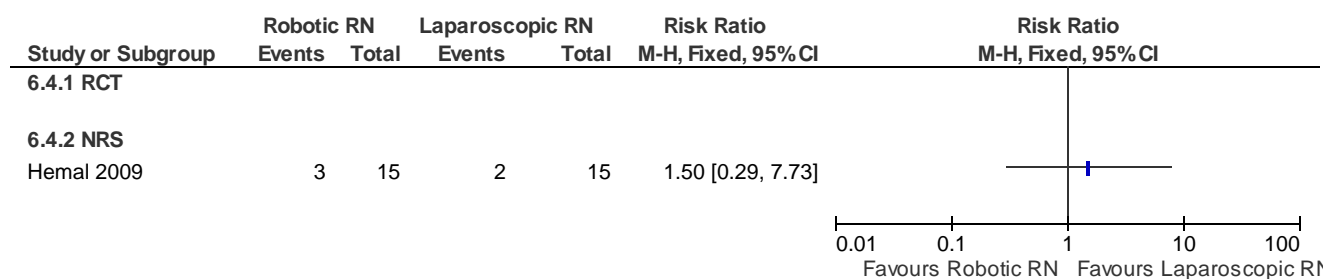 Robotic RN Laparoscopic RN Risk Ratio Risk Ratio
Study or Subgroup Events Total Events Total M-H, Fixed, 95%CI M-H, Fixed, 95%CI
6.4.1 RCT
6.4.2 NRS
Hemal 2009 3 15 2 15 1.50 [0.29, 7.73]
0.01 0.1 1 10 100
Favours Robotic RN Favours Laparoscopic RN